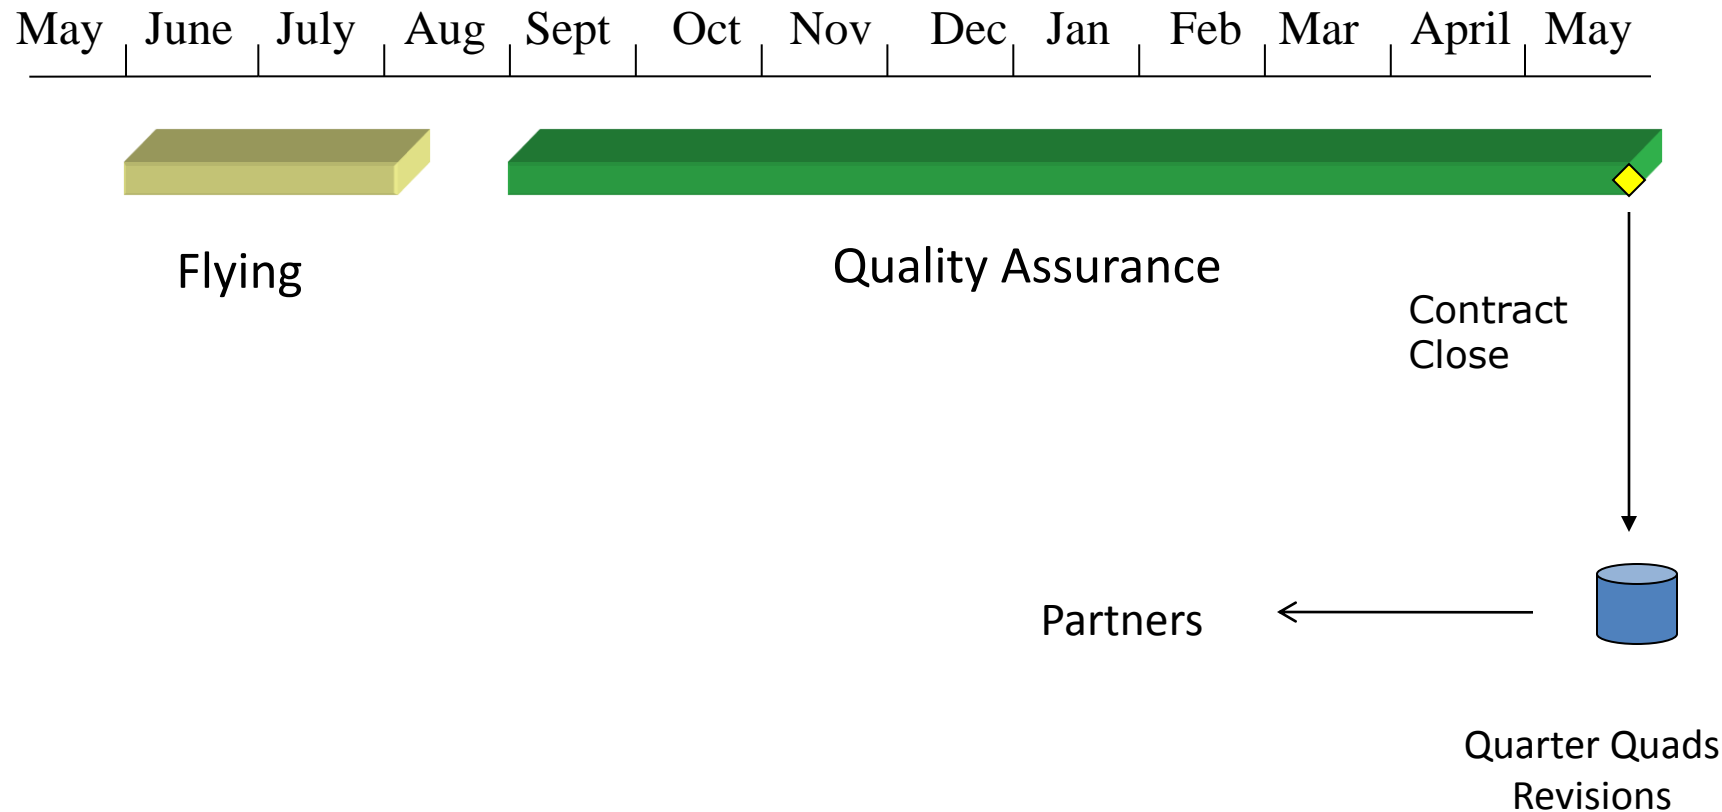 May June July Aug Sept Oct Nov Dec Jan Feb Mar April May
Flying
Quality Assurance
Contract
Close
Partners
Quarter Quads
Revisions